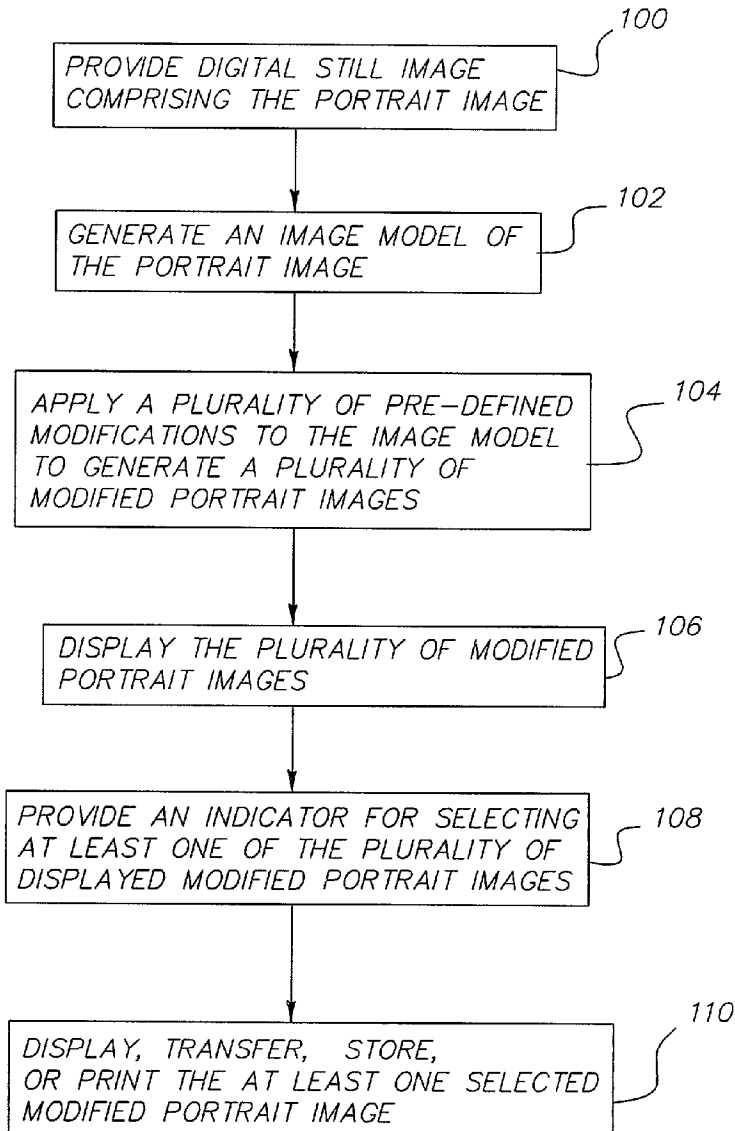 100
PROVIDE DIGITAL STILL IMAGE
COMPRISING THE PORTRAIT IMAGE
102
GENERATE AN IMAGE MODEL OF
THE PORTRAIT IMAGE
104
APPLY A PLURALITY OF PRE-DEFINED
MODIFICATIONS TO THE IMAGE MODEL
TO GENERATE A PLURALITY OF
MODIFIED PORTRAIT IMAGES
106
DISPLAY THE PLURALITY OF MODIFIED
PORTRAIT IMAGES
108
PROVIDE AN INDICATOR FOR SELECTING
AT LEAST ONE OF THE PLURALITY OF
DISPLAYED MODIFIED PORTRAIT IMAGES
110
DISPLAY, TRANSFER, STORE,
OR PRINT THE AT LEAST ONE SELECTED
MODIFIED PORTRAIT IMAGE